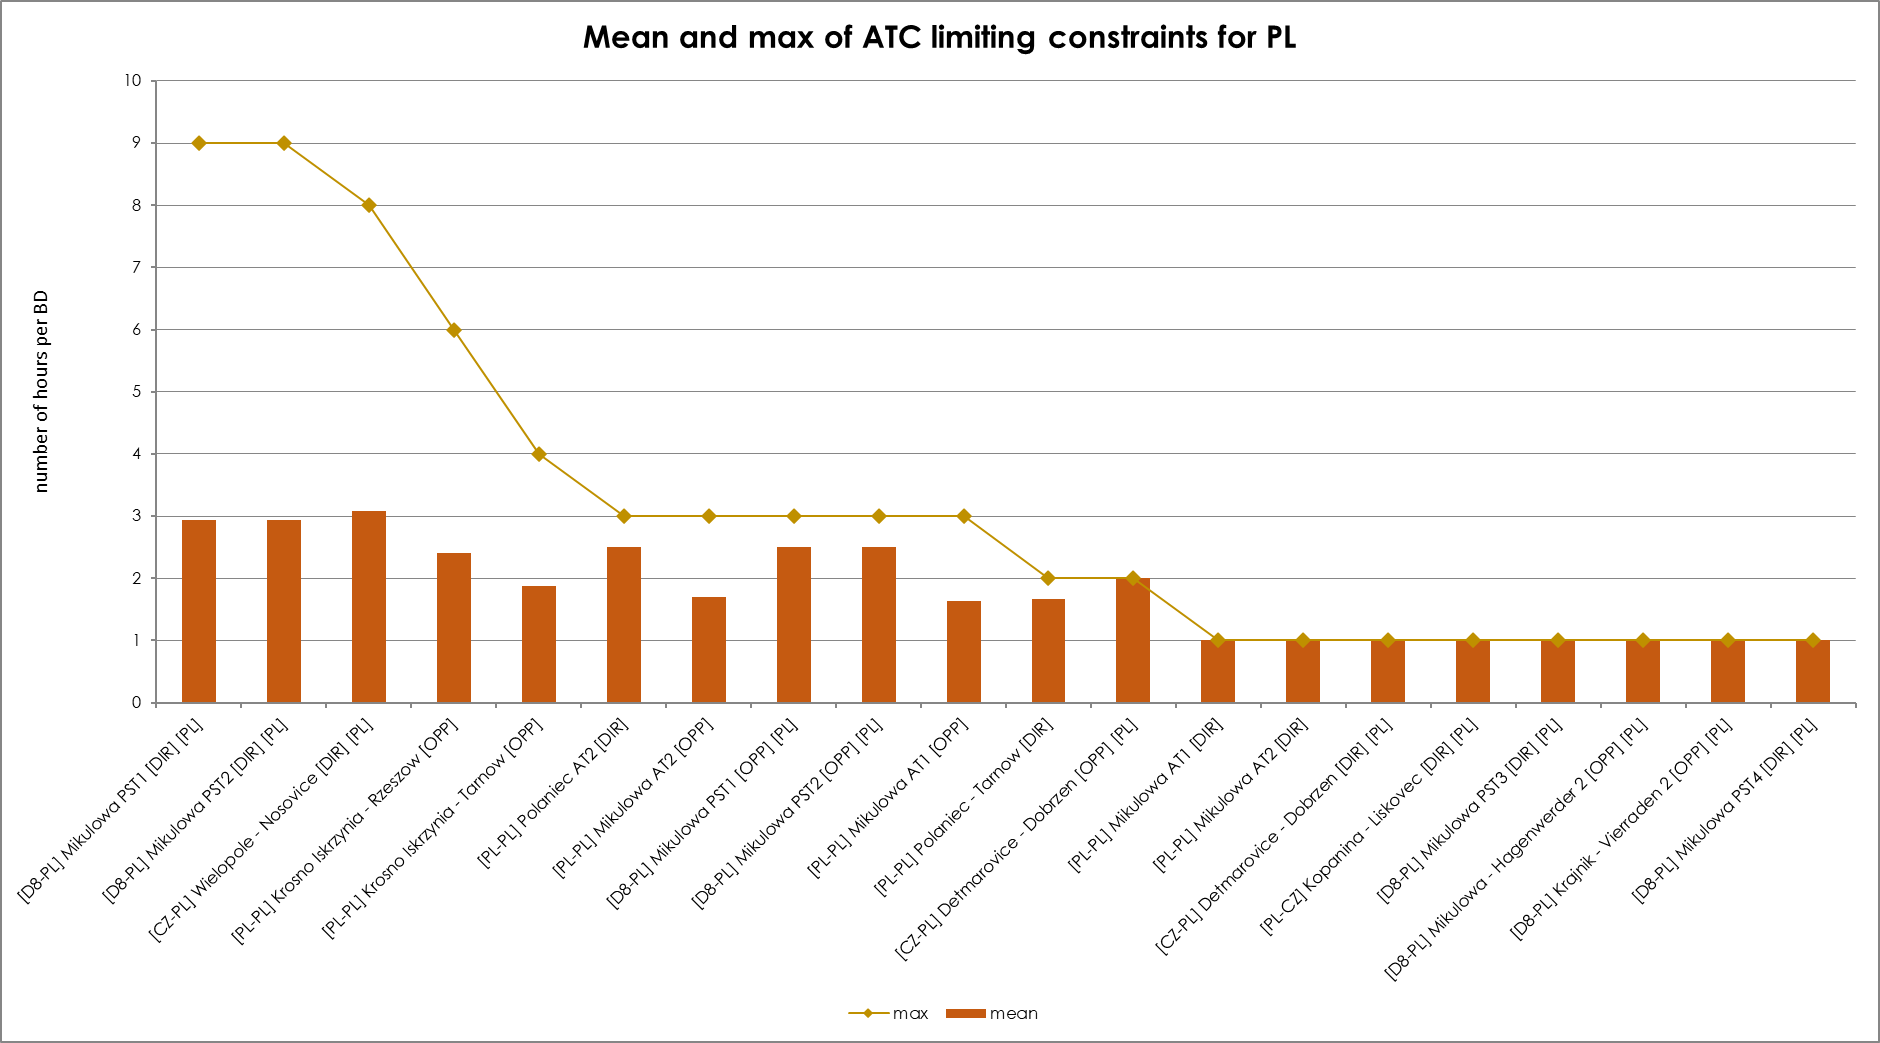 Mean and max of ATC limiting constraints for PL
number of hours per BD
10
9
8
7
6
5
4
3
2
1
0
[D8-PL] Mikulowa PST1 [DIR] [PL]
[D8-PL] Mikulowa PST2 [DIR] [PL]
[CZ-PL] Wielopole - Nosovice [DIR] [PL]
[PL-PL] Krosno Iskrzynia - Rzeszow [OPP]
[PL-PL] Krosno Iskrzynia - Tarnow [OPP]
[PL-PL] Polaniec AT2 [DIR]
[PL-PL] Mikulowa AT2 [OPP]
[D8-PL] Mikulowa PST1 [OPP] [PL]
[D8-PL] Mikulowa PST2 [OPP] [PL]
[PL-PL] Mikulowa AT1 [OPP]
[PL-PL] Polaniec - Tarnow [DIR]
[CZ-PL] Detmarovice - Dobrzen [OPP] [PL]
[PL-PL] Mikulowa AT1 [DIR]
[PL-PL] Mikulowa AT2 [DIR]
[CZ-PL] Detmarovice - Dobrzen [DIR] [PL]
[PL-CZ] Kopanina - Liskovec [DIR] [PL]
[D8-PL] Mikulowa PST3 [DIR] [PL]
[D8-PL] Mikulowa - Hagenwerder 2 [OPP] [PL]
[D8-PL] Krajnik - Vierraden 2 [OPP] [PL]
[D8-PL] Mikulowa PST4 [DIR] [PL]
max
mean